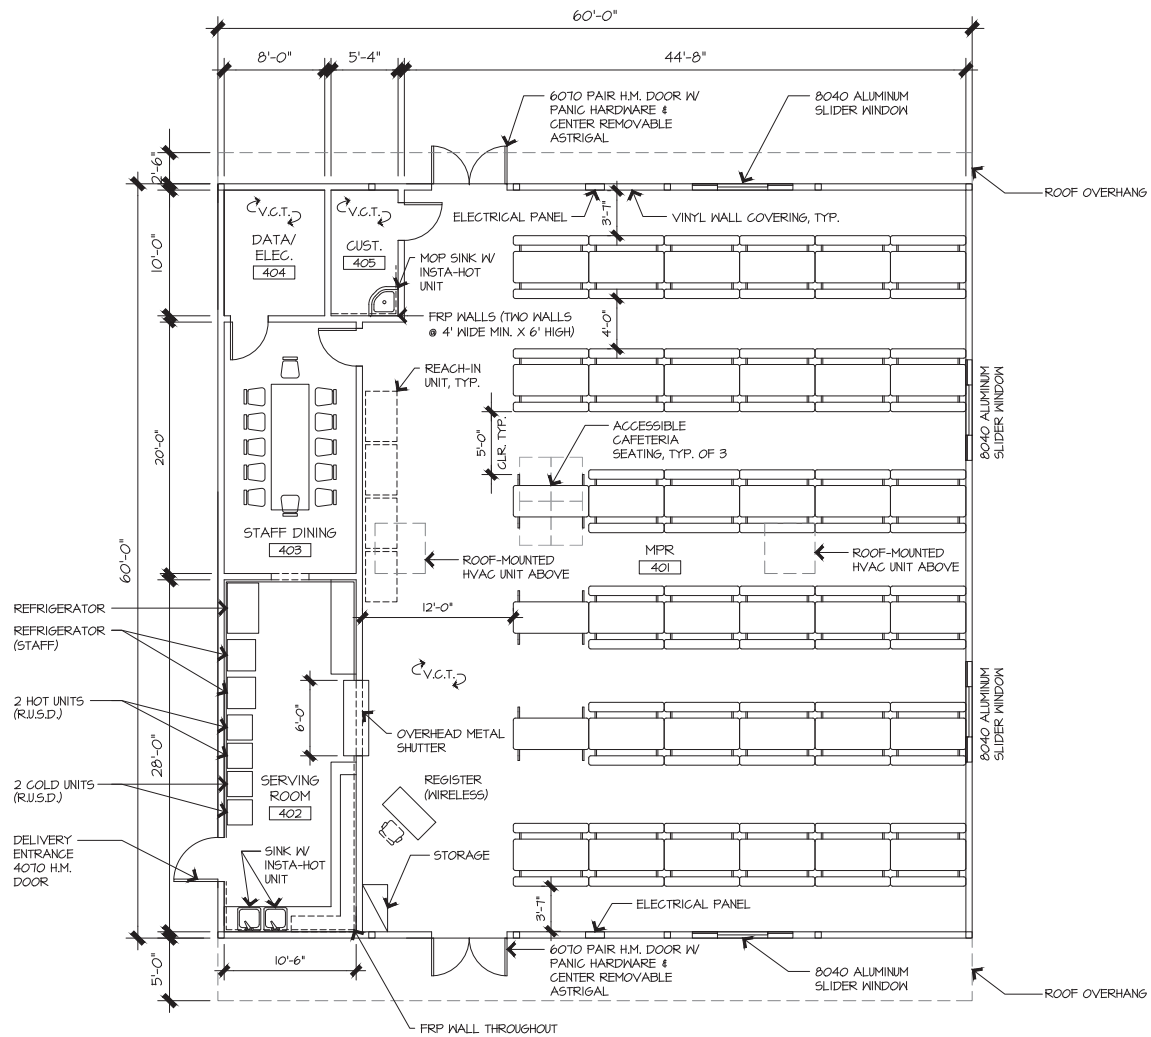 60'-0"
8'-0"
5'-4"
44'-8"
6070 PAIR H.M. DOOR W/
PANIC HARDWARE &
CENTER REMOVABLE
ASTRIGAL
8040 ALUMINUM
SLIDER WINDOW
2'-6"
ROOF OVERHANG
V.C.T.
V.C.T.
ELECTRICAL PANEL
3'-7"
VINYL WALL COVERING, TYP.
DATA/
ELEC.
404
CUST.
405
10'-0"
MOP SINK W/
INSTA-HOT
UNIT
FRP WALLS (TWO WALLS
@ 4' WIDE MIN. X 6' HIGH)
4'-0"
REACH-IN
UNIT, TYP.
8040 ALUMINUM
SLIDER WINDOW
20'-0"
5'-0"
CLR. TYP.
ACCESSIBLE
CAFETERIA
SEATING, TYP. OF 3
STAFF DINING
403
60'-0"
ROOF-MOUNTED
HVAC UNIT ABOVE
MPR
401
ROOF-MOUNTED
HVAC UNIT ABOVE
REFRIGERATOR
12'-0"
REFRIGERATOR
(STAFF)
V.C.T.
2 HOT UNITS
(R.U.S.D.)
6'-0"
8040 ALUMINUM
SLIDER WINDOW
OVERHEAD METAL
SHUTTER
28'-0"
2 COLD UNITS
(R.U.S.D.)
SERVING
ROOM
402
REGISTER
(WIRELESS)
DELIVERY
ENTRANCE
4070 H.M.
DOOR
SINK W/
INSTA-HOT
UNIT
STORAGE
3'-7"
ELECTRICAL PANEL
5'-0"
10'-6"
6070 PAIR H.M. DOOR W/
PANIC HARDWARE &
CENTER REMOVABLE
ASTRIGAL
8040 ALUMINUM
SLIDER WINDOW
ROOF OVERHANG
FRP WALL THROUGHOUT